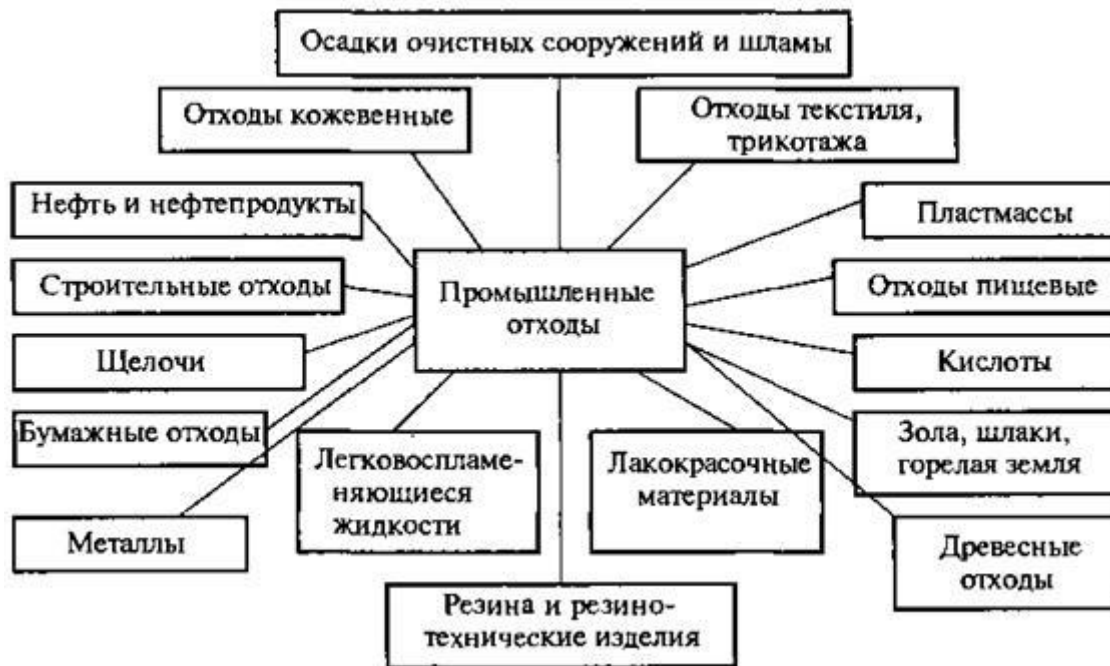 Осадки очистных сооружений и шламы
Отходы кожевенные
Отходы текстиля,
трикотажа
Нефть и нефтепродукты
Пластмассы
Строительные отходы
Промышленные
отходы
Отходы пищевые
Щелочи
Кислоты
Бумажные отходы
Легковоспламе-
няющиеся
жидкости
Лакокрасочные
материалы
Зола, шлаки,
горелая земля
Металлы
Древесные
отходы
Резина и резино-
технические изделия